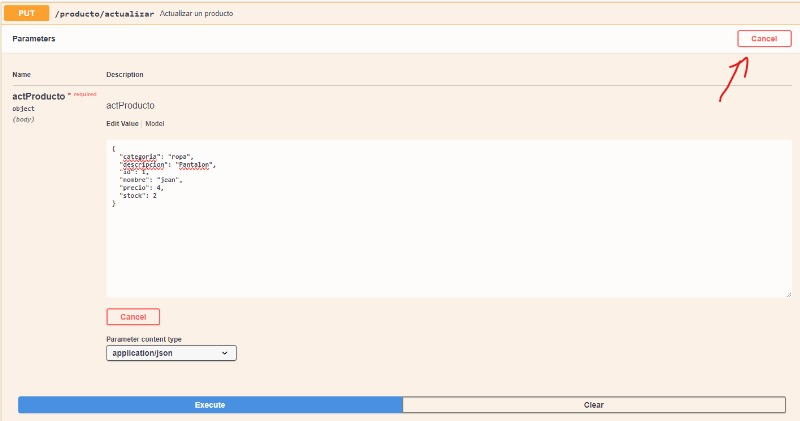 PUT /producto/actualizar Actualizar un producto
Parameters Cancel
Name Description
actProducto * required
object
(body)
actProducto
Edit Value | Model
{
  "categoria": "ropa",
  "descripcion": "Pantalon",
  "id": 1,
  "nombre": "jean",
  "precio": 4,
  "stock": 2
}
Cancel
Parameter content type
application/json
Execute Clear